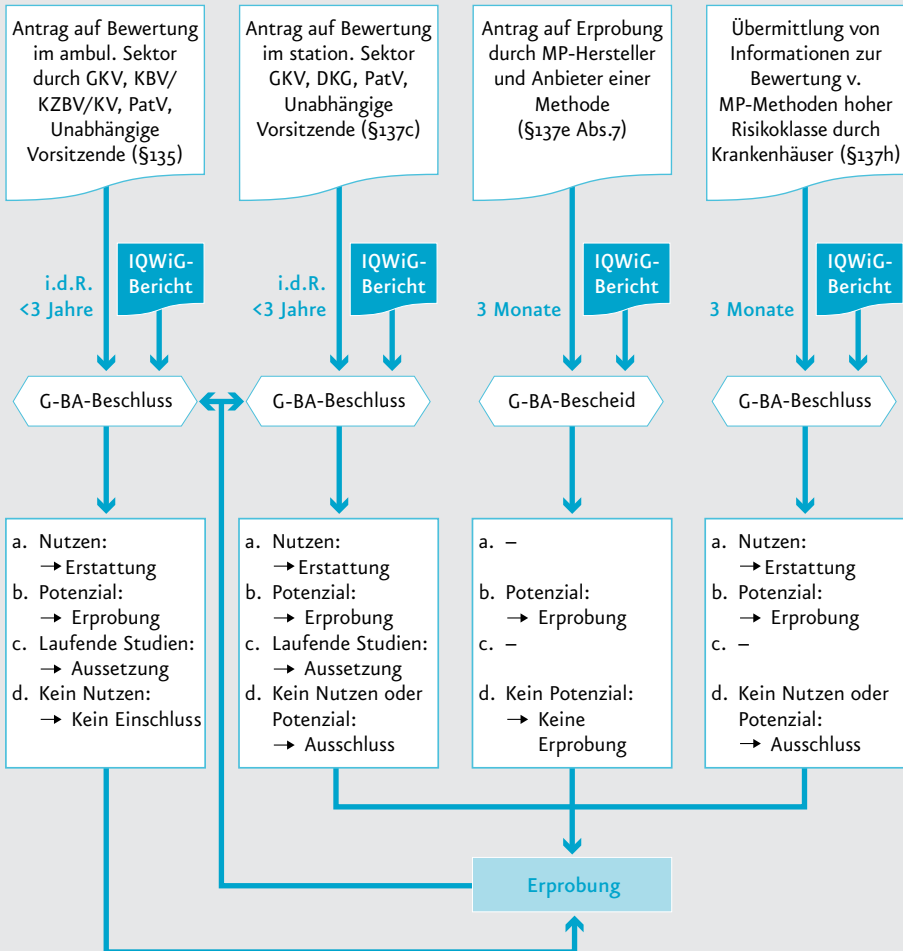 Antrag auf Bewertung
im ambul. Sektor
durch GKV, KBV/
KZBV/KV, PatV,
Unabhängige
Vorsitzende (§135)
Antrag auf Bewertung
im station. Sektor
GKV, DKG, PatV,
Unabhängige
Vorsitzende (§137c)
Antrag auf Erprobung
durch MP-Hersteller
und Anbieter einer
Methode
(§137e Abs.7)
Übermittlung von
Informationen zur
Bewertung v.
MP-Methoden hoher
Risikoklasse durch
Krankenhäuser (§137h)
i.d.R.
<3 Jahre
IQWiG-
Bericht
i.d.R.
<3 Jahre
IQWiG-
Bericht
3 Monate
IQWiG-
Bericht
3 Monate
IQWiG-
Bericht
G-BA-Beschluss
G-BA-Beschluss
G-BA-Bescheid
G-BA-Beschluss
a. Nutzen:
→ Erstattung
b. Potenzial:
→ Erprobung
c. Laufende Studien:
→ Aussetzung
d. Kein Nutzen:
→ Kein Einschluss
a. Nutzen:
→ Erstattung
b. Potenzial:
→ Erprobung
c. Laufende Studien:
→ Aussetzung
d. Kein Nutzen oder
Potenzial:
→ Ausschluss
a. –
b. Potenzial:
→ Erprobung
c. –
d. Kein Potenzial:
→ Keine
Erprobung
a. Nutzen:
→ Erstattung
b. Potenzial:
→ Erprobung
c. –
d. Kein Nutzen oder
Potenzial:
→ Ausschluss
Erprobung